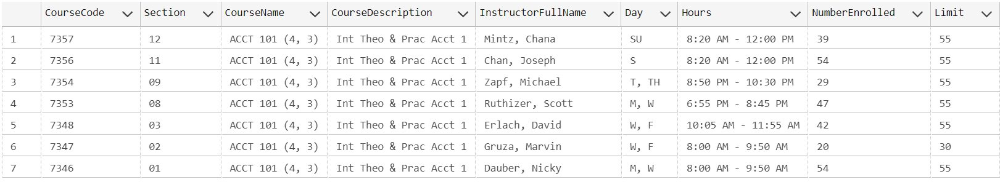 CourseCode Section CourseName CourseDescription InstructorFullName Day Hours NumberEnrolled Limit
1 7357 12 ACCT 101 (4, 3) Int Theo & Prac Acct 1 Mintz, Chana SU 8:20 AM - 12:00 PM 39 55
2 7356 11 ACCT 101 (4, 3) Int Theo & Prac Acct 1 Chan, Joseph S 8:20 AM - 12:00 PM 54 55
3 7354 09 ACCT 101 (4, 3) Int Theo & Prac Acct 1 Zapf, Michael T, TH 8:50 PM - 10:30 PM 29 55
4 7353 08 ACCT 101 (4, 3) Int Theo & Prac Acct 1 Ruthizer, Scott M, W 6:55 PM - 8:45 PM 47 55
5 7348 03 ACCT 101 (4, 3) Int Theo & Prac Acct 1 Erlach, David W, F 10:05 AM - 11:55 AM 42 55
6 7347 02 ACCT 101 (4, 3) Int Theo & Prac Acct 1 Gruza, Marvin W, F 8:00 AM - 9:50 AM 20 30
7 7346 01 ACCT 101 (4, 3) Int Theo & Prac Acct 1 Dauber, Nicky M, W 8:00 AM - 9:50 AM 54 55